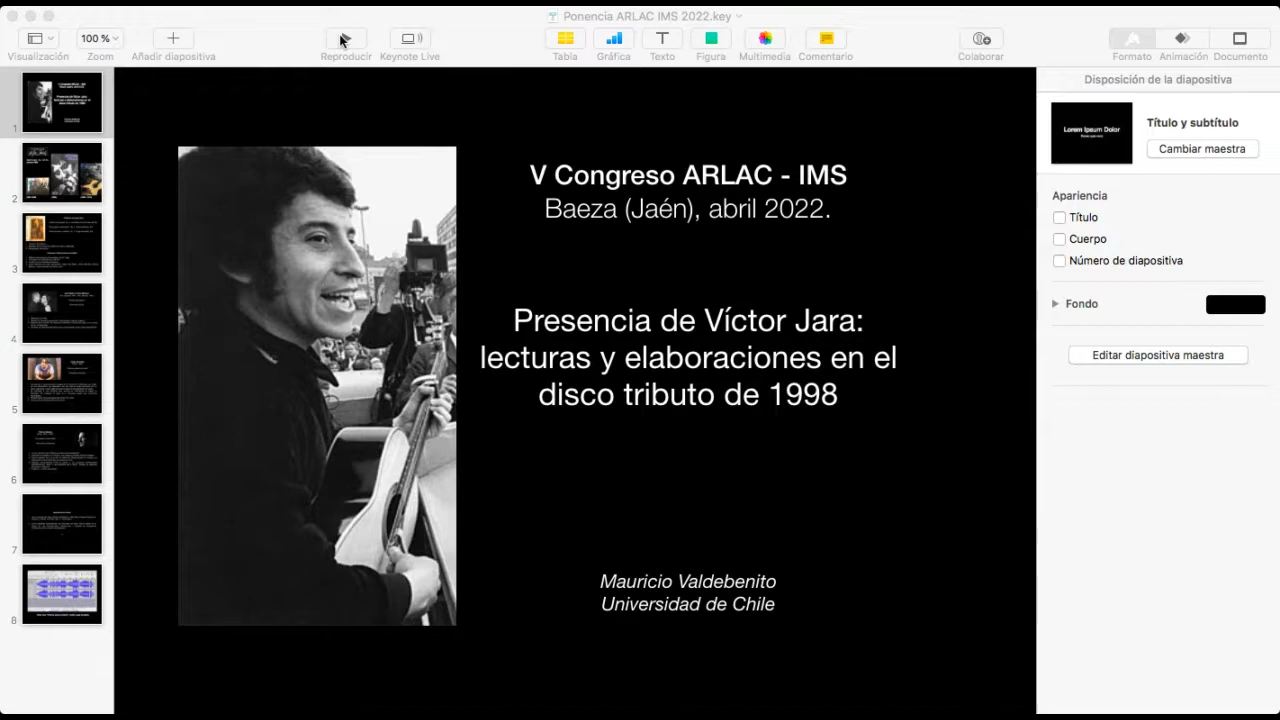 Ponencia ARLAC IMS 2022.key
100 %
Visualización
Zoom
Añadir diapositiva
Reproducir
Keynote Live
Tabla
Gráfica
Texto
Figura
Multimedia
Comentario
Colaborar
Formato
Animación
Documento
1
2
3
4
5
6
7
8
V Congreso ARLAC - IMS
Baeza (Jaén), abril 2022.
Presencia de Víctor Jara:
lecturas y elaboraciones en el
disco tributo de 1998
Mauricio Valdebenito
Universidad de Chile
Disposición de la diapositiva
Lorem Ipsum Dolor
Título y subtítulo
Cambiar maestra
Apariencia
Título
Cuerpo
Número de diapositiva
Fondo
Editar diapositiva maestra